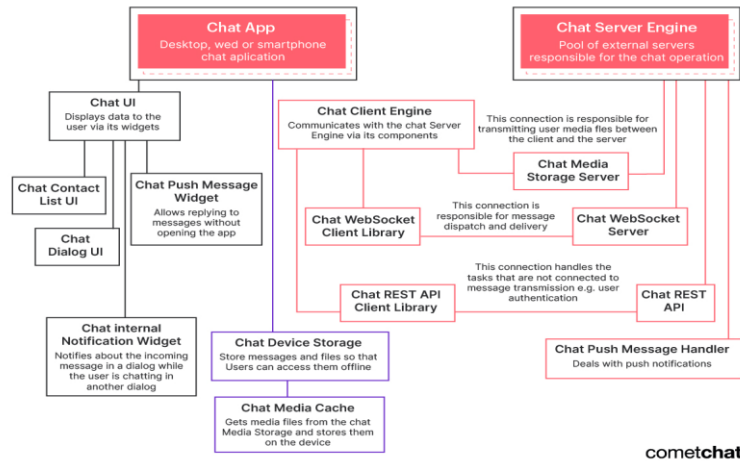 Chat App
Desktop, wed or smartphone
chat aplication
Chat Server Engine
Pool of external servers
responsible for the chat operation
Chat UI
Displays data to the
user via its widgets
Chat Client Engine
Communicates with the chat Server
Engine via its components
This connection is responsible for
transmitting user media fles between
the client and the server
Chat Media
Storage Server
Chat Contact
List UI
Chat Push Message
Widget
Allows replying to
messages without
opening the app
Chat
Dialog UI
Chat WebSocket
Client Library
This connection is
responsible for message
dispatch and delivery
Chat WebSocket
Server
This connection handles the
tasks that are not connected to
message transmission e.g. user
authentication
Chat REST API
Client Library
Chat REST
API
Chat internal
Notification Widget
Notifies about the incoming
message in a dialog while
the user is chatting in
another dialog
Chat Device Storage
Store messages and files so that
Users can access them offline
Chat Push Message Handler
Deals with push notifications
Chat Media Cache
Gets media files from the chat
Media Storage and stores them
on the device
cometchat